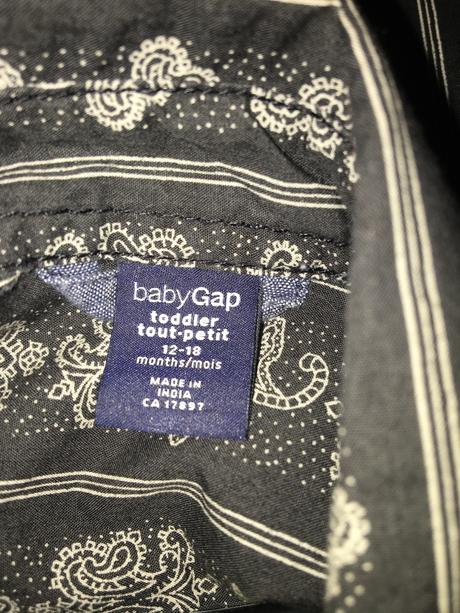 babyGap
toddler
tout-petit
12-18
months/mois
MADE IN
INDIA
CA 17897